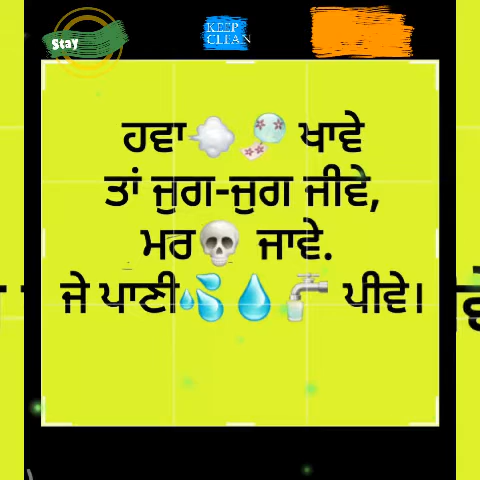 Stay
KEEP
CLEAN
ਹਵਾ💨🎐 ਖਾਵੇ
ਤਾਂ ਜੁਗ-ਜੁਗ ਜੀਵੇ,
ਮਰ💀 ਜਾਵੇ.
ਜੇ ਪਾਣੀ💦💧🚰 ਪੀਵੇ।